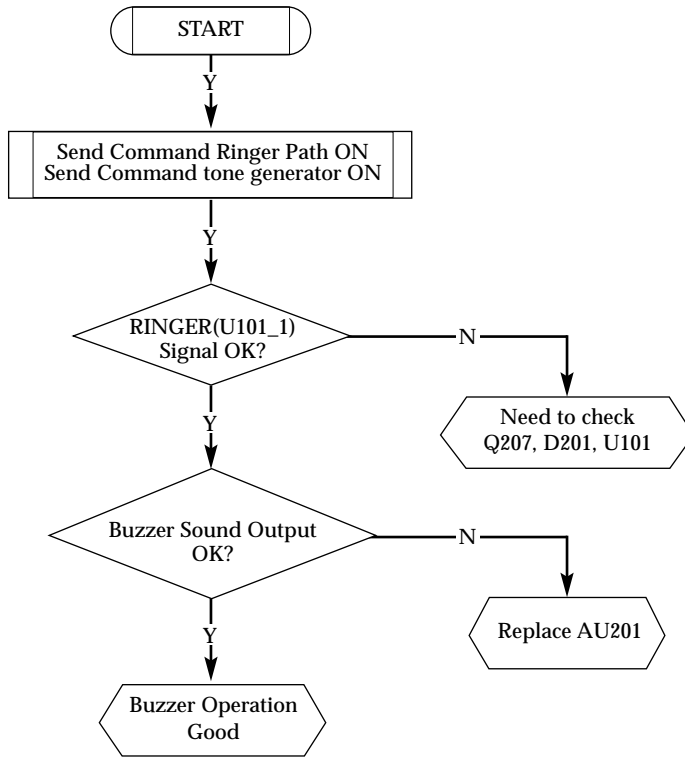 START
Y
Send Command Ringer Path ON
Send Command tone generator ON
Y
RINGER(U101_1)
Signal OK?
N
Need to check
Q207, D201, U101
Y
Buzzer Sound Output
OK?
N
Replace AU201
Y
Buzzer Operation
Good